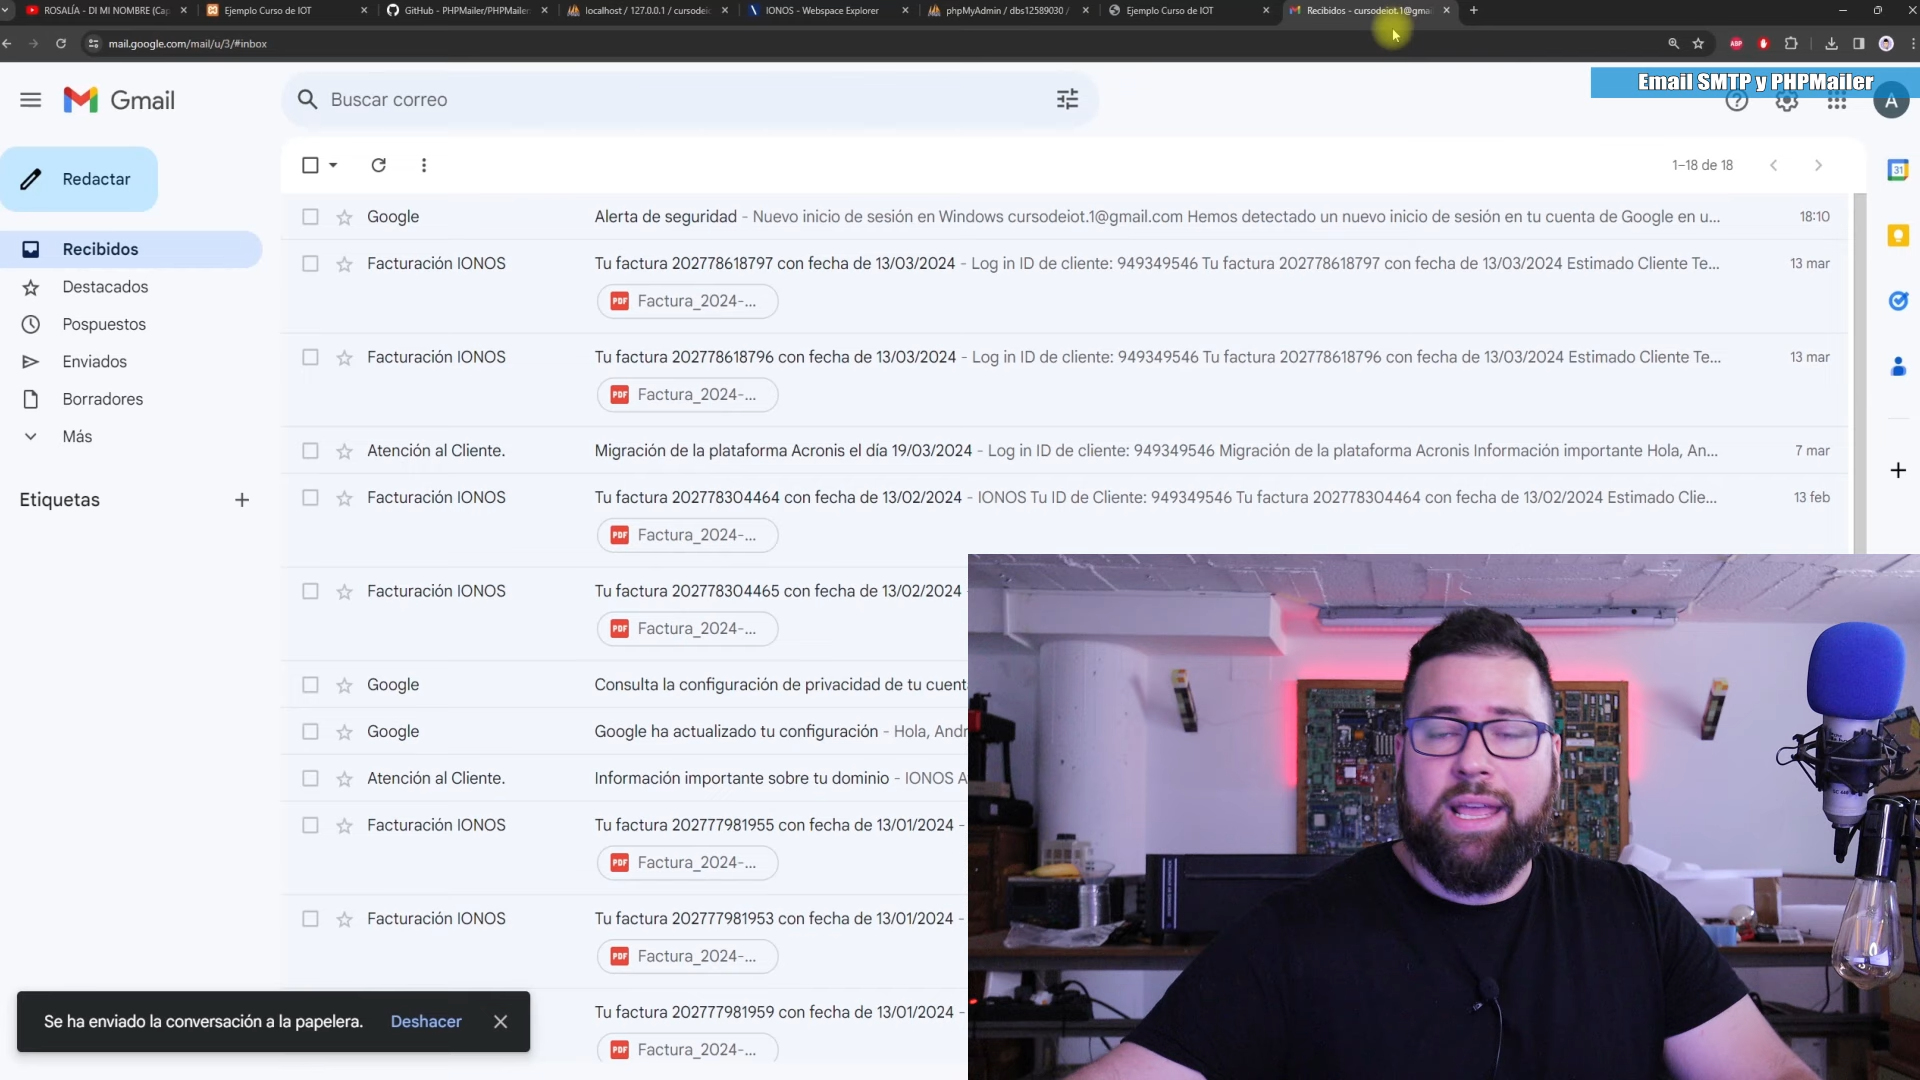 ROSALÍA - DI MI NOMBRE (Cap
Ejemplo Curso de IOT
GitHub - PHPMailer/PHPMailer
localhost / 127.0.0.1 / cursodeio
IONOS - Webspace Explorer
phpMyAdmin / dbs12589030 /
Ejemplo Curso de IOT
Recibidos - cursodeiot.1@gma
mail.google.com/mail/u/3/#inbox
ABP
Email SMTP y PHPMailer
Gmail
Buscar correo
A
Redactar
1–18 de 18
31
Recibidos
Destacados
Pospuestos
Enviados
Borradores
Más
Etiquetas
Google Alerta de seguridad - Nuevo inicio de sesión en Windows cursodeiot.1@gmail.com Hemos detectado un nuevo inicio de sesión en tu cuenta de Google en u... 18:10
Facturación IONOS Tu factura 202778618797 con fecha de 13/03/2024 - Log in ID de cliente: 949349546 Tu factura 202778618797 con fecha de 13/03/2024 Estimado Cliente Te... 13 mar
PDF Factura_2024-...
Facturación IONOS Tu factura 202778618796 con fecha de 13/03/2024 - Log in ID de cliente: 949349546 Tu factura 202778618796 con fecha de 13/03/2024 Estimado Cliente Te... 13 mar
PDF Factura_2024-...
Atención al Cliente. Migración de la plataforma Acronis el día 19/03/2024 - Log in ID de cliente: 949349546 Migración de la plataforma Acronis Información importante Hola, An... 7 mar
Facturación IONOS Tu factura 202778304464 con fecha de 13/02/2024 - IONOS Tu ID de Cliente: 949349546 Tu factura 202778304464 con fecha de 13/02/2024 Estimado Clie... 13 feb
PDF Factura_2024-...
Facturación IONOS Tu factura 202778304465 con fecha de 13/02/2024 -
PDF Factura_2024-...
Google Consulta la configuración de privacidad de tu cuent
Google Google ha actualizado tu configuración - Hola, Andr
Atención al Cliente. Información importante sobre tu dominio - IONOS A
Facturación IONOS Tu factura 202777981955 con fecha de 13/01/2024 -
PDF Factura_2024-...
Facturación IONOS Tu factura 202777981953 con fecha de 13/01/2024 -
PDF Factura_2024-...
Tu factura 202777981959 con fecha de 13/01/2024 -
PDF Factura_2024-...
Se ha enviado la conversación a la papelera. Deshacer